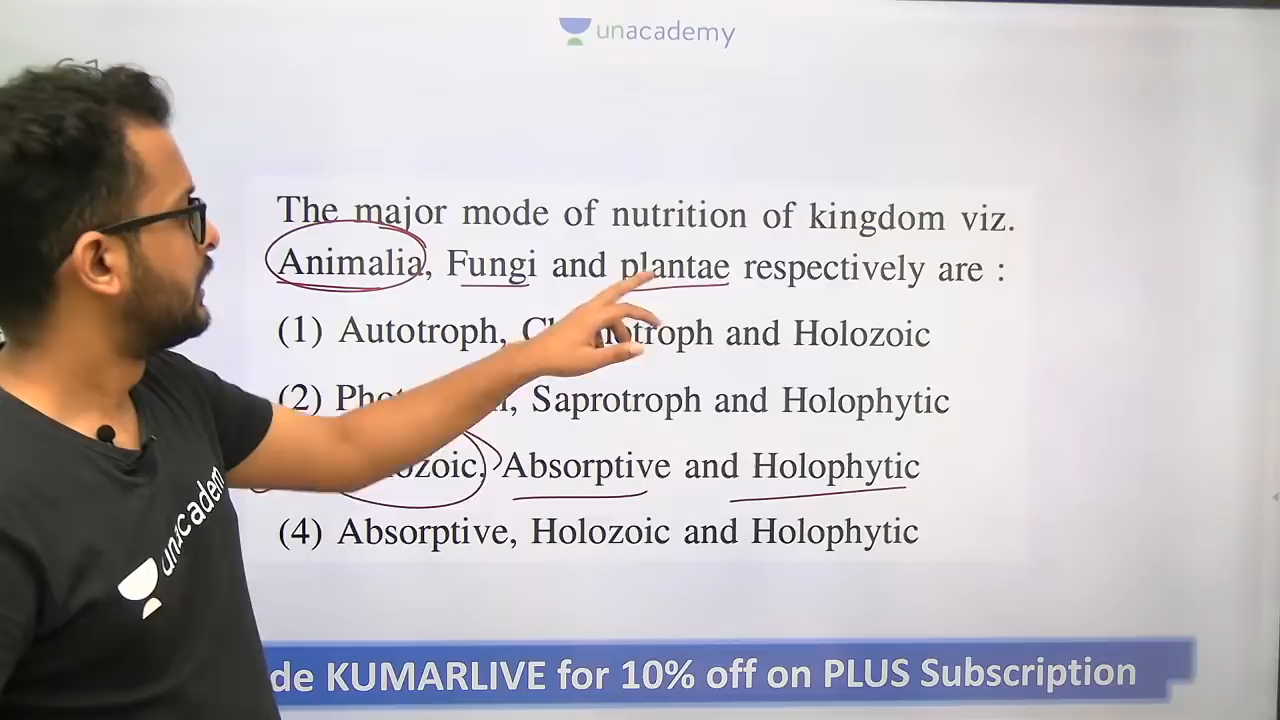 unacademy
The major mode of nutrition of kingdom viz.
Animalia, Fungi and plantae respectively are :
(1) Autotroph, and Holozoic
(2) Saprotroph and Holophytic
Absorptive and Holophytic
(4) Absorptive, Holozoic and Holophytic
unacadem
de KUMARLIVE for 10% off on PLUS Subscription